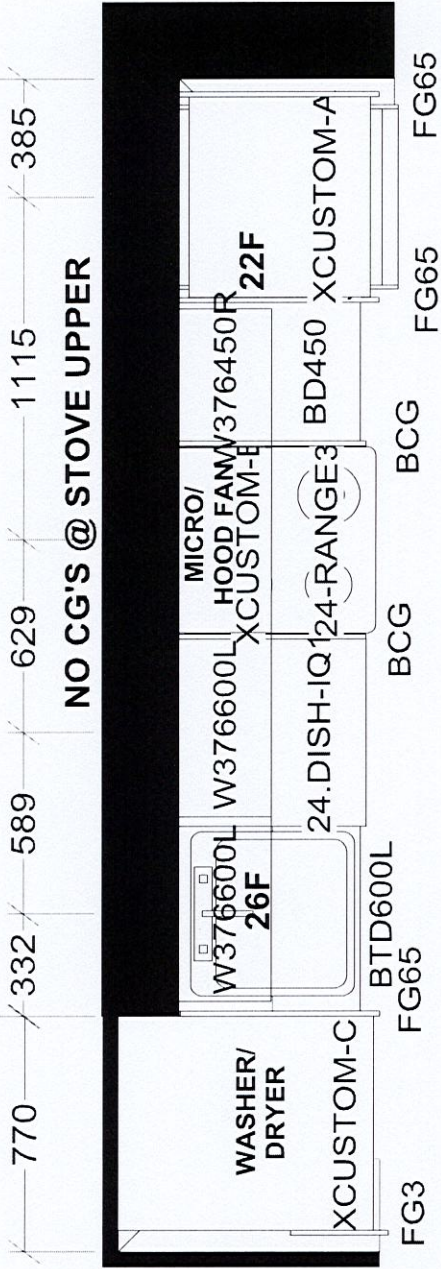 770 332 589 629 1115 385
NO CG'S @ STOVE UPPER
WASHER/
DRYER
XCUSTOM-C
FG3
W376600L
26F
BTD600L
FG65
W376600L
24.DISH-IQ1
BCG
MICRO/
HOOD FAN
XCUSTOM-B
24-RANGE3
BCG
W376450R
BD450
22F
XCUSTOM-A
FG65
FG65